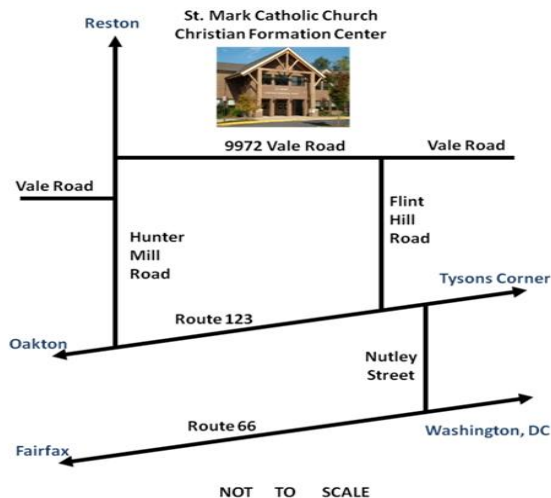 St. Mark Catholic Church
Christian Formation Center
Reston
9972 Vale Road
Vale Road
Vale Road
Flint
Hill
Road
Hunter
Mill
Road
Tysons Corner
Route 123
Oakton
Nutley
Street
Route 66
Washington, DC
Fairfax
NOT TO SCALE